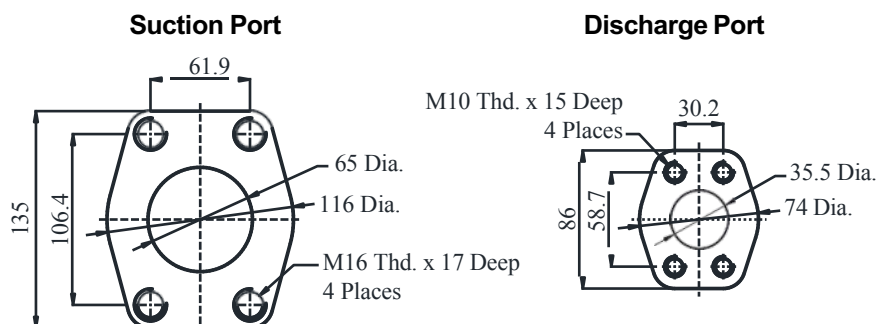 Suction Port
61.9
135
106.4
65 Dia.
116 Dia.
M16 Thd. x 17 Deep
4 Places
Discharge Port
M10 Thd. x 15 Deep
4 Places
30.2
86
58.7
35.5 Dia.
74 Dia.